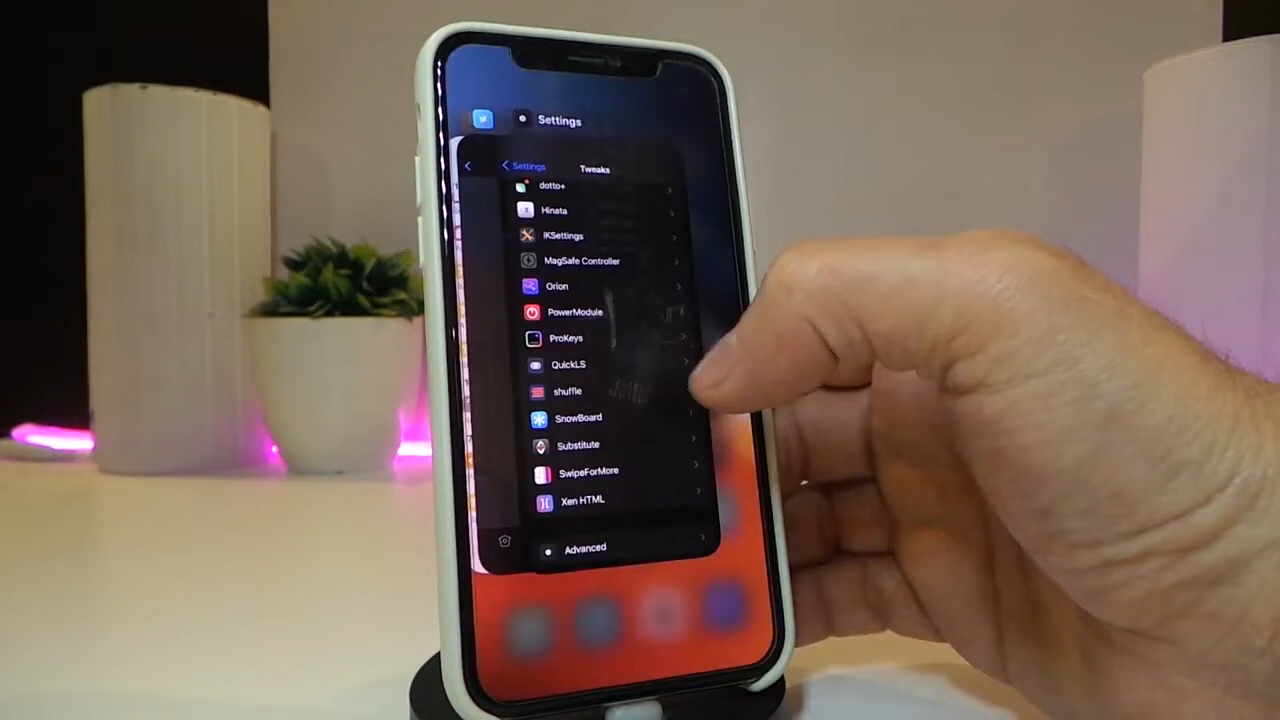 Settings
Settings
Tweaks
dotto+
Hinata
iKSettings
MagSafe Controller
Orion
PowerModule
ProKeys
QuickLS
shuffle
SnowBoard
Substitute
SwipeForMore
Xen HTML
Advanced